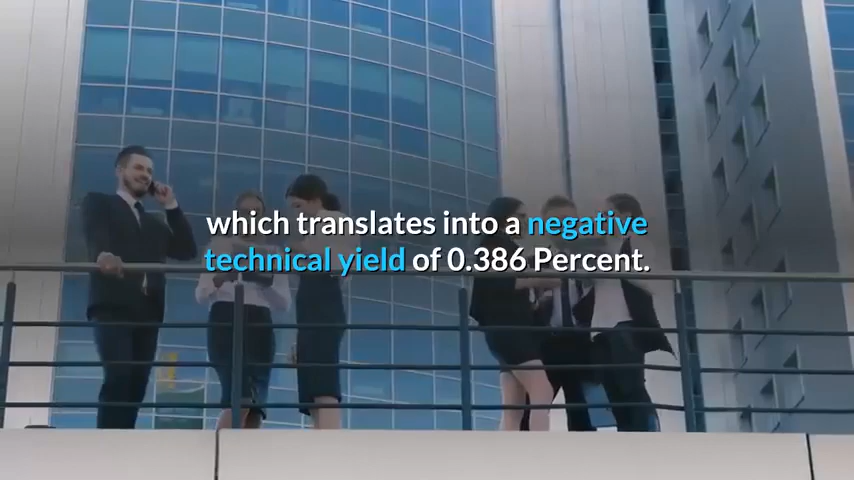 which translates into a negative
technical yield of 0.386 Percent.